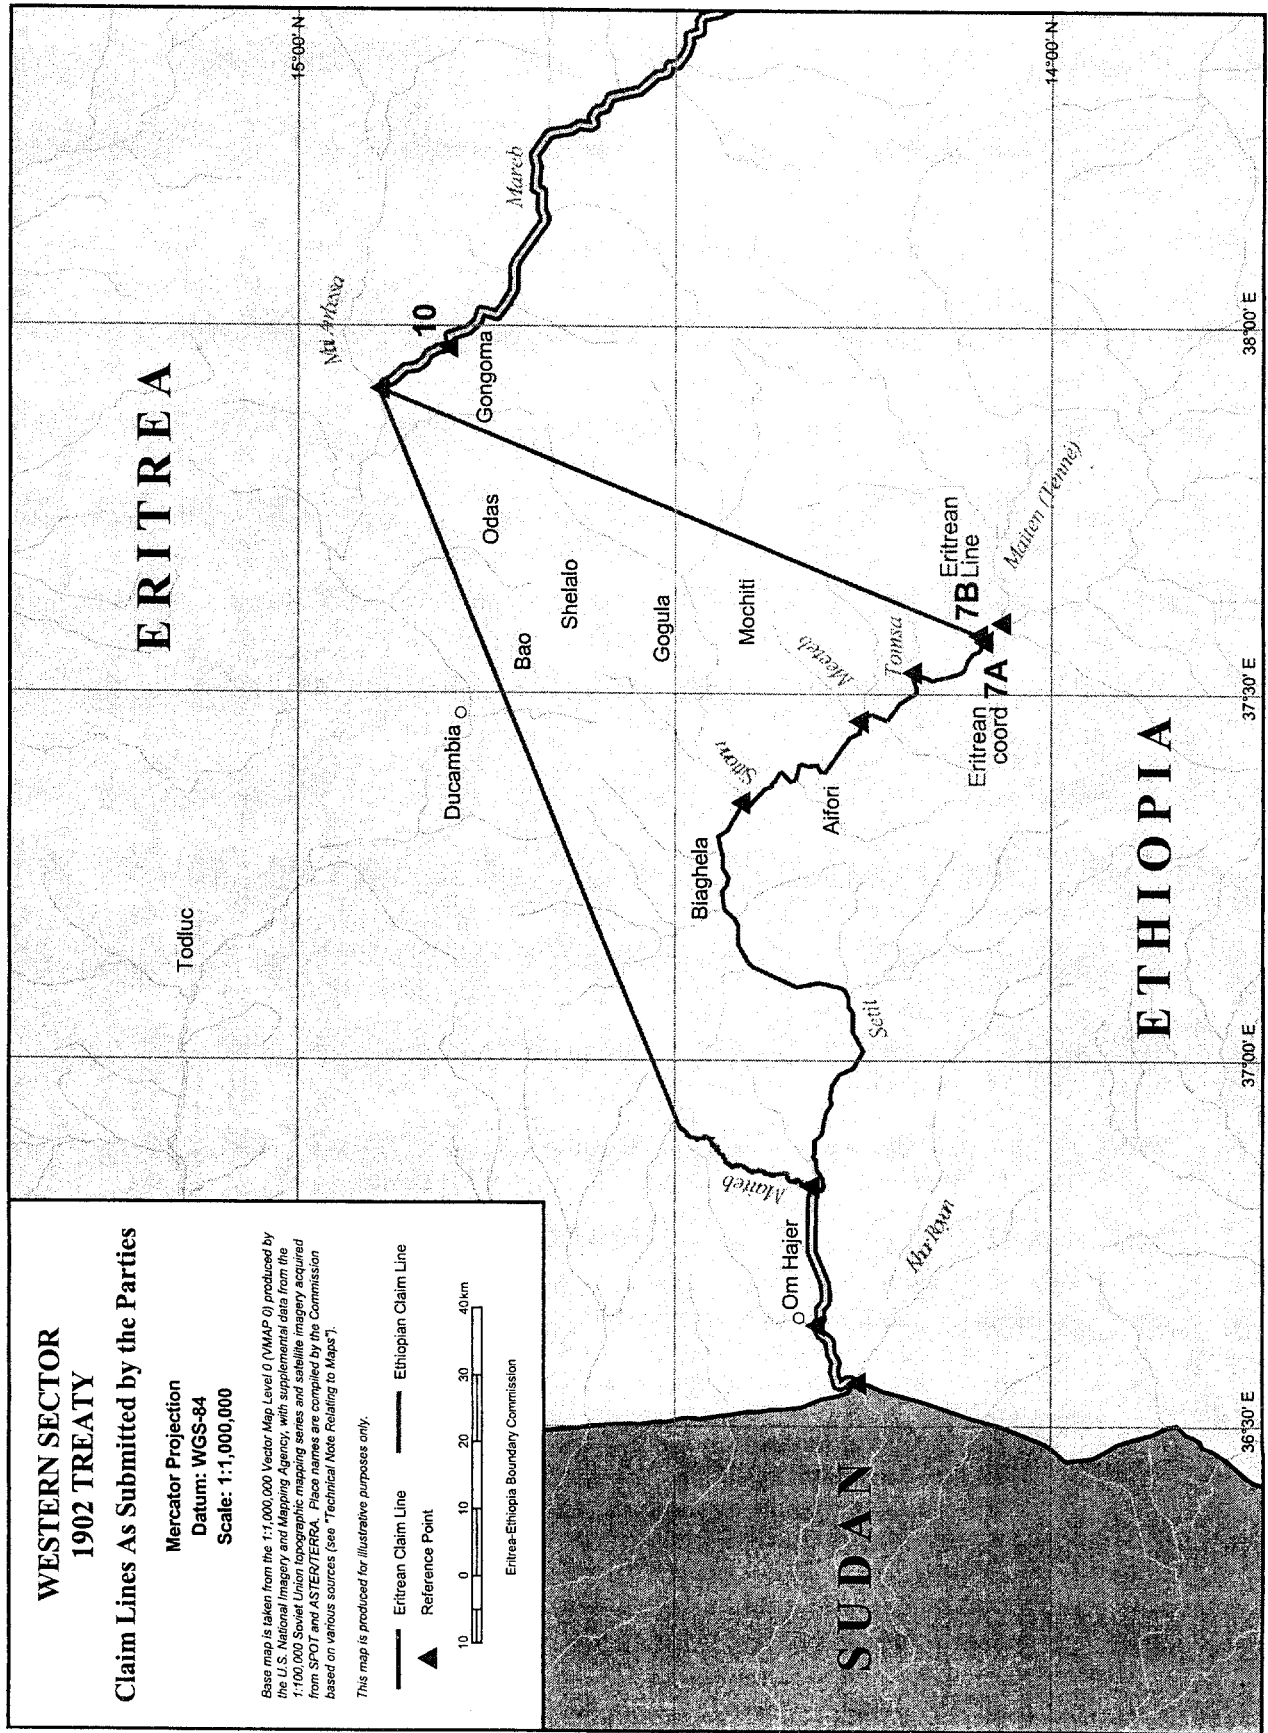 WESTERN SECTOR
1902 TREATY
Claim Lines As Submitted by the Parties
Mercator Projection
Datum: WGS-84
Scale: 1:1,000,000
Base map is taken from the 1:1,000,000 Vector Map Level 0 (VMAP 0) produced by
the U.S. National Imagery and Mapping Agency, with supplemental data from the
1:100,000 Soviet Union topographic mapping series and satellite imagery acquired
from SPOT and ASTER/TERRA. Place names are compiled by the Commission
based on various sources (see "Technical Note Relating to Maps").
This map is produced for illustrative purposes only.
Eritrean Claim Line
Ethiopian Claim Line
Reference Point
10 0 10 20 30 40 km
Eritrea-Ethiopia Boundary Commission
ERITREA
15°00' N
Todluc
Mai Ambessa
Ducambia
10
Gongoma
Mareb
Odas
Bao
Shelalo
Gogula
Mochiti
Biaghela
Sittona
Meeteb
Aifori
Tomsa
Maiteb
Om Hajer
Setit
Khor Royan
7B
Eritrean
Line
Eritrean
coord
7A
Maiten (Tenné)
14°00' N
SUDAN
ETHIOPIA
36°30' E
37°00' E
37°30' E
38°00' E